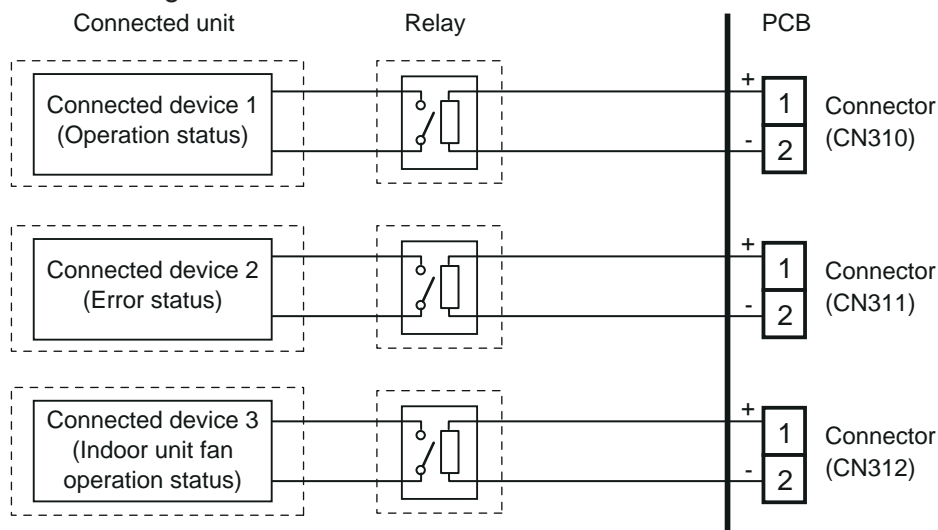 Connected unit
Relay
PCB
Connected device 1
(Operation status)
+
1
-
2
Connector
(CN310)
Connected device 2
(Error status)
+
1
-
2
Connector
(CN311)
Connected device 3
(Indoor unit fan
operation status)
+
1
-
2
Connector
(CN312)